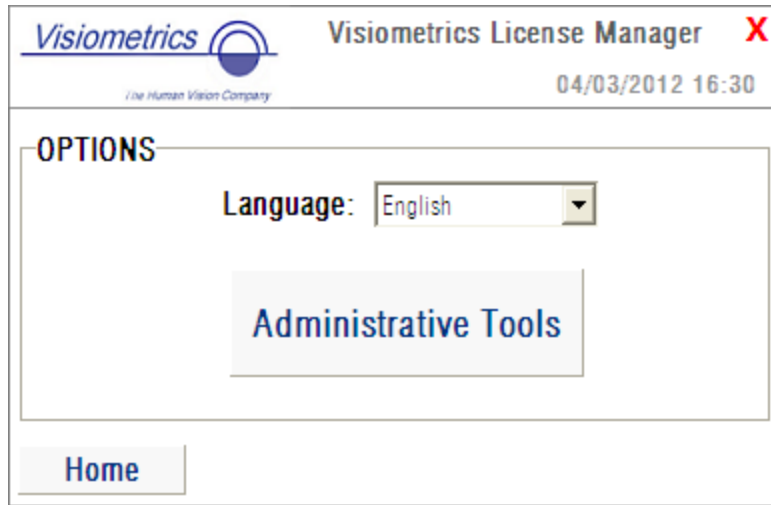 Visiometrics
The Human Vision Company
Visiometrics License Manager
X
04/03/2012 16:30
OPTIONS
Language: English
Administrative Tools
Home